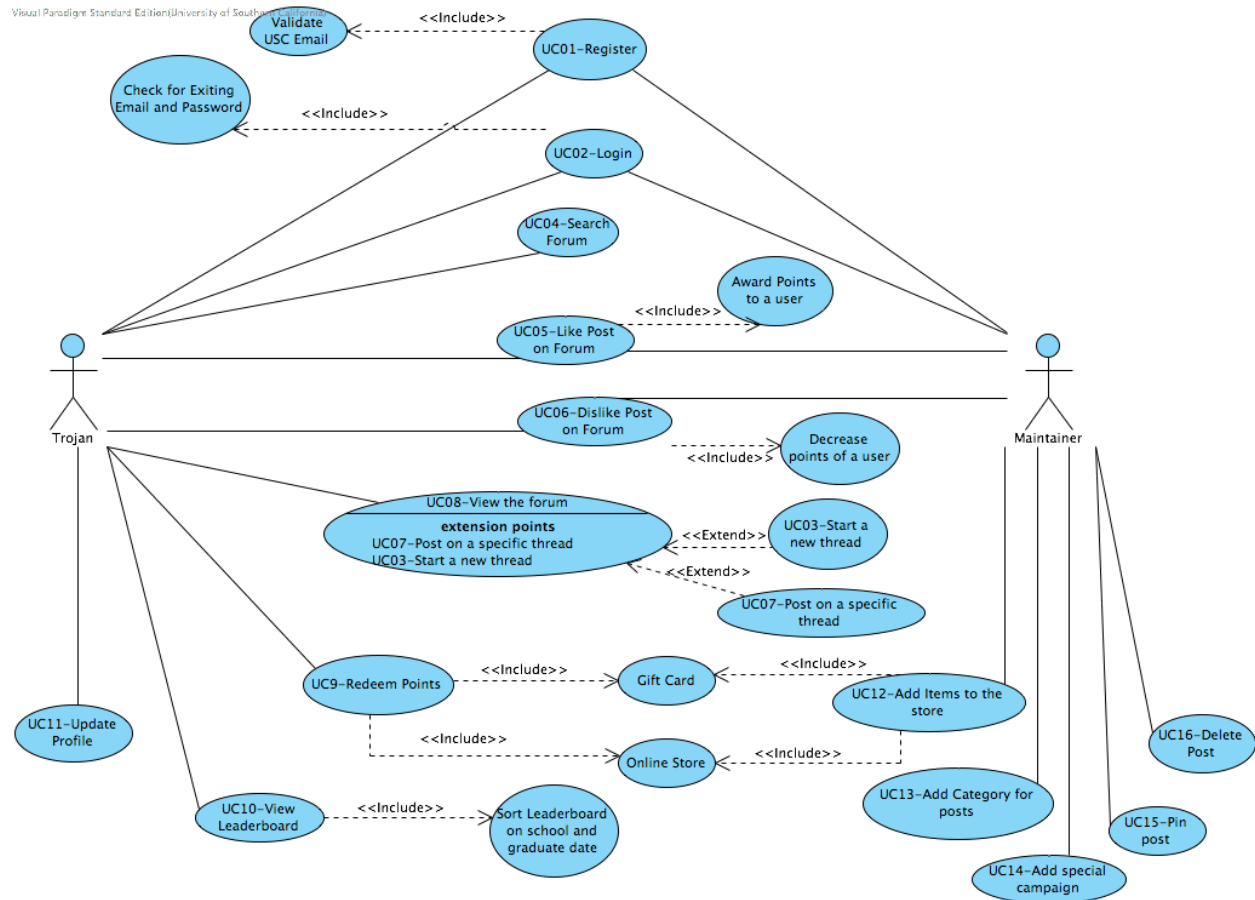 Visual Paradigm Standard Edition(University of Southern California)
Validate
USC Email
<<Include>>
UC01-Register
Check for Exiting
Email and Password
<<Include>>
UC02-Login
UC04-Search
Forum
Award Points
to a user
<<Include>>
UC05-Like Post
on Forum
Trojan
Maintainer
UC06-Dislike Post
on Forum
Decrease
points of a user
<<Include>>
UC08-View the forum
extension points
UC07-Post on a specific thread
UC03-Start a new thread
<<Extend>>
UC03-Start a
new thread
<<Extend>>
UC07-Post on a specific
thread
UC9-Redeem Points
<<Include>>
Gift Card
<<Include>>
UC12-Add Items to the
store
UC11-Update
Profile
<<Include>>
Online Store
<<Include>>
UC16-Delete
Post
UC10-View
Leaderboard
<<Include>>
Sort Leaderboard
on school and
graduate date
UC13-Add Category for
posts
UC15-Pin
post
UC14-Add special
campaign